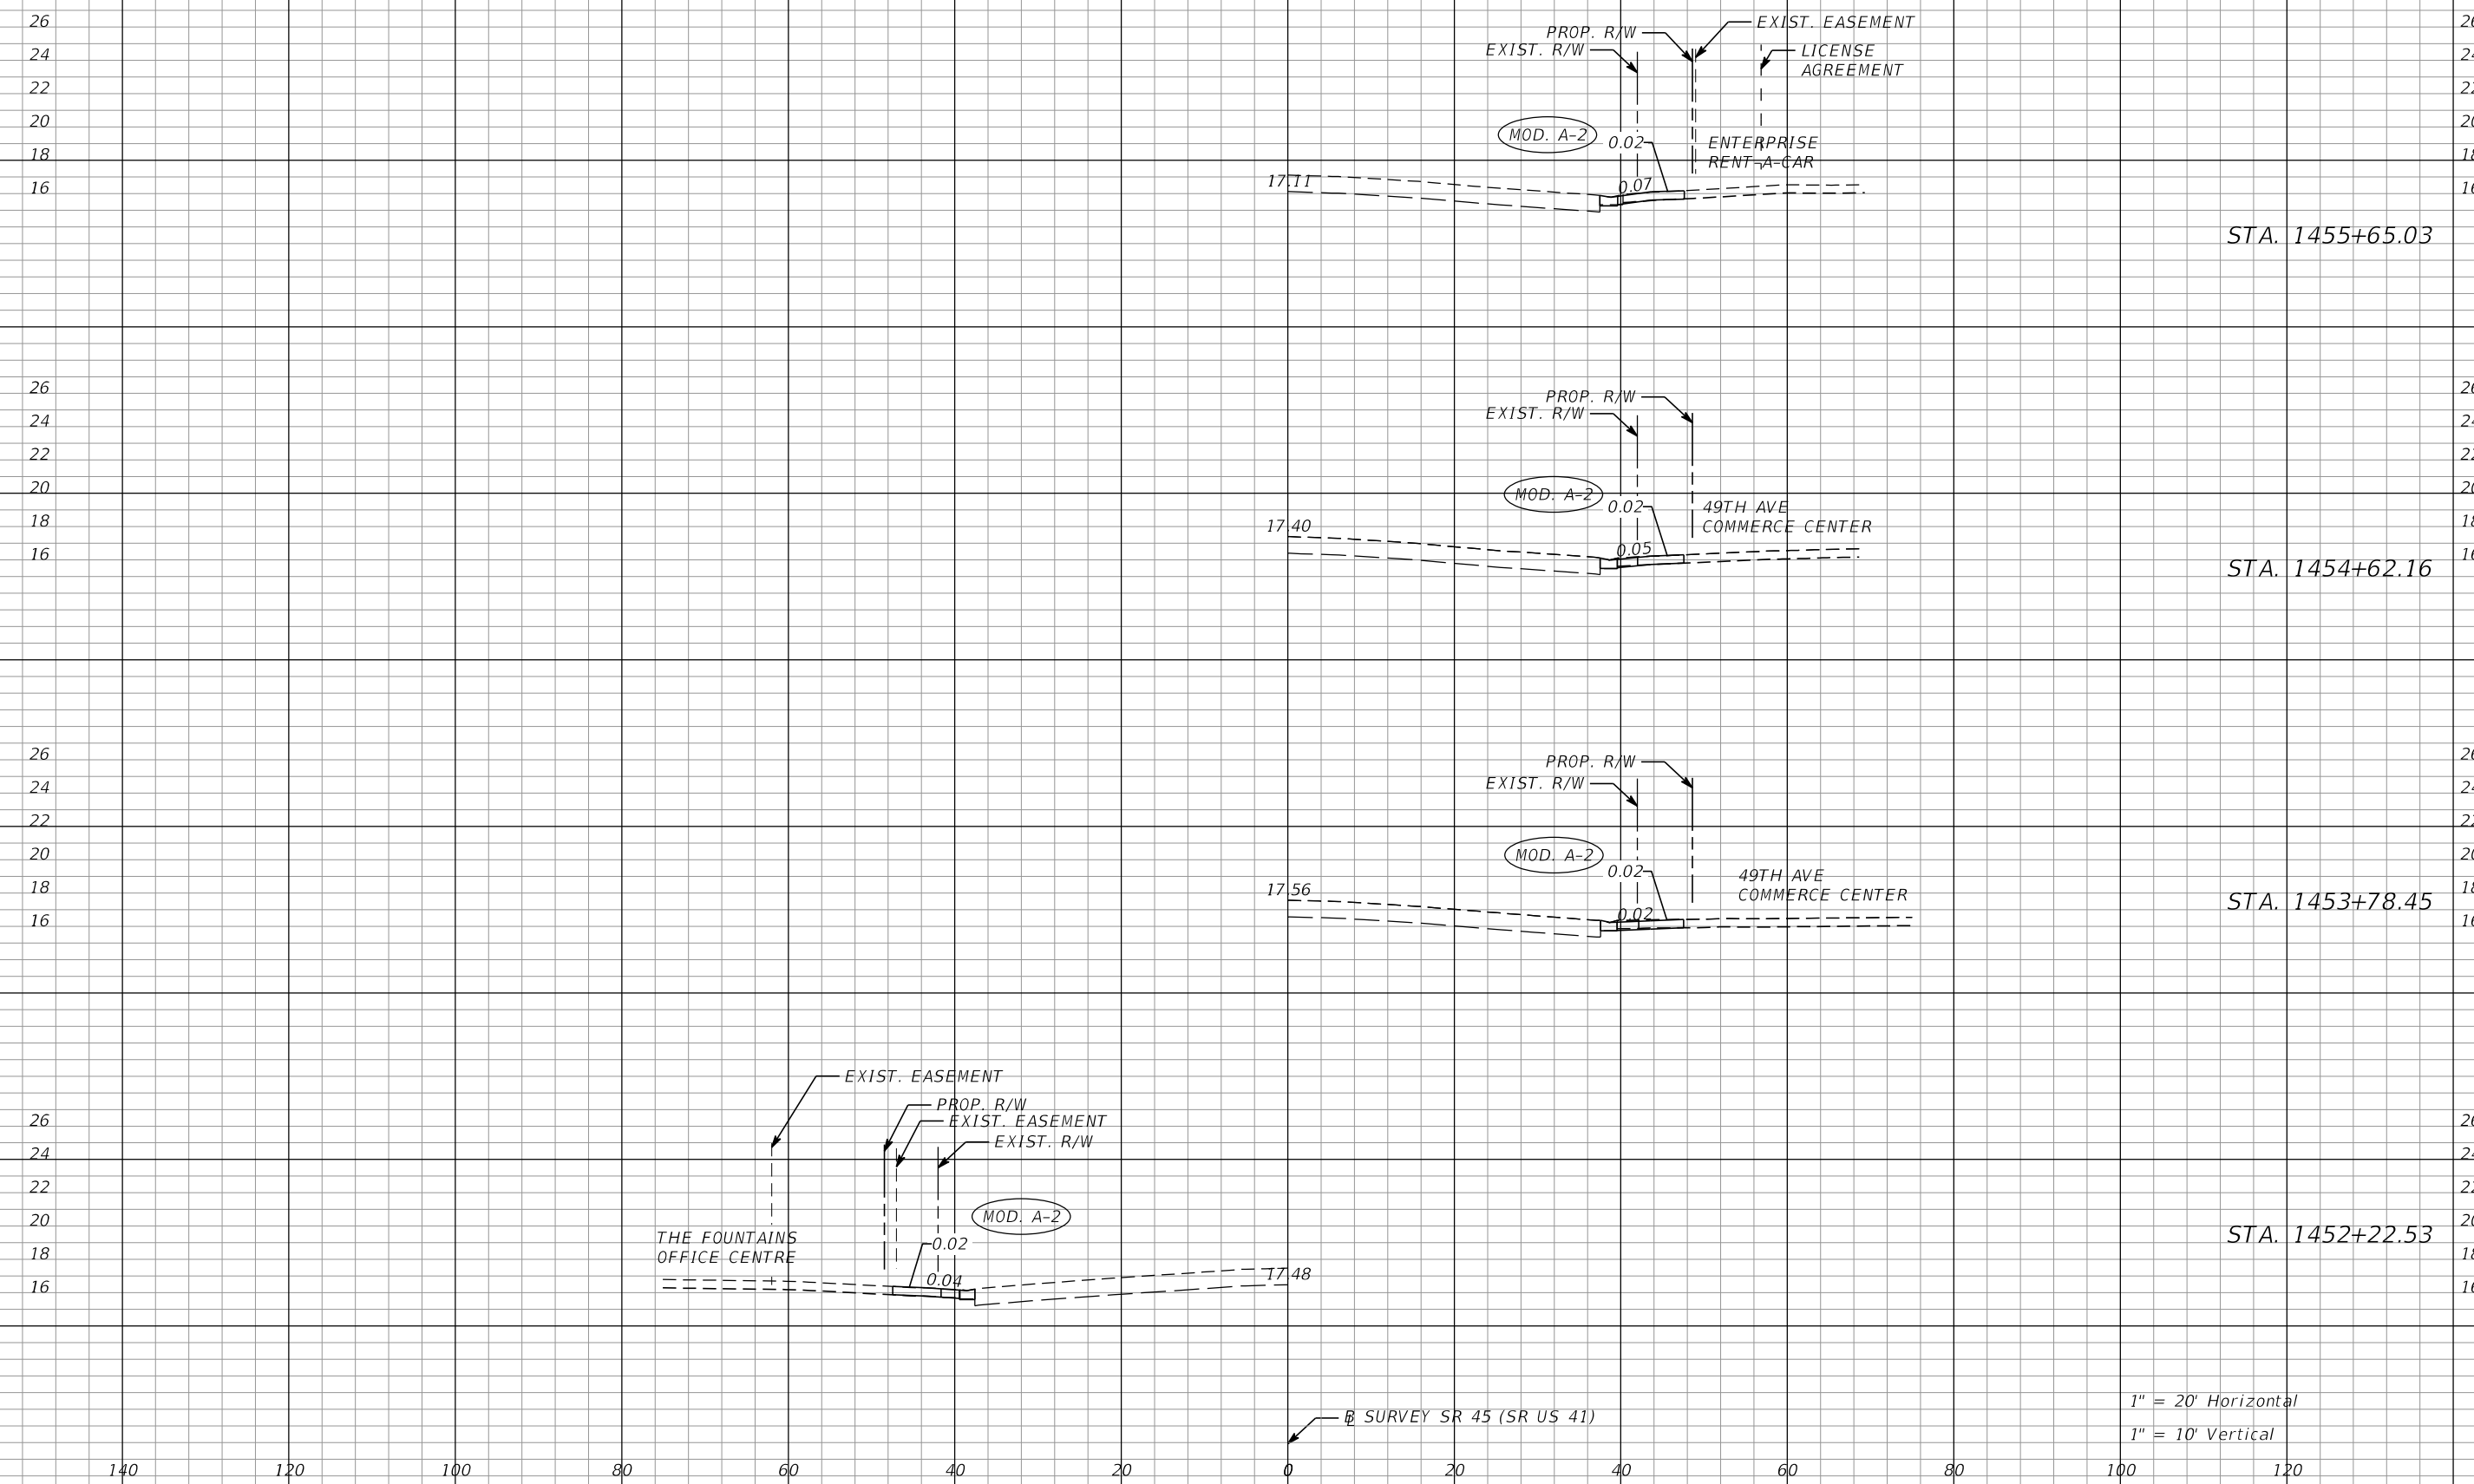 26
24
22
20
18
16
EXIST. EASEMENT
PROP. R/W
EXIST. R/W
LICENSE
AGREEMENT
MOD. A-2
0.02
ENTERPRISE
RENT-A-CAR
17.11
0.07
STA. 1455+65.03
26
24
22
20
18
16
PROP. R/W
EXIST. R/W
MOD. A-2
0.02
49TH AVE
COMMERCE CENTER
17.40
0.05
STA. 1454+62.16
26
24
22
20
18
16
PROP. R/W
EXIST. R/W
MOD. A-2
0.02
49TH AVE
COMMERCE CENTER
17.56
0.02
STA. 1453+78.45
26
24
22
20
18
16
EXIST. EASEMENT
PROP. R/W
EXIST. EASEMENT
EXIST. R/W
MOD. A-2
THE FOUNTAINS
OFFICE CENTRE
0.02
0.04
17.48
STA. 1452+22.53
1" = 20' Horizontal
1" = 10' Vertical
BL SURVEY SR 45 (SR US 41)
140 120 100 80 60 40 20 0 20 40 60 80 100 120